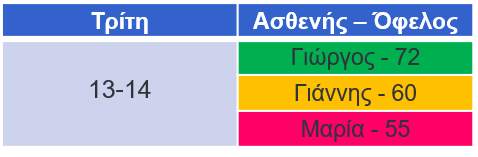 Τρίτη Ασθενής – Όφελος
13-14
Γιώργος - 72
Γιάννης - 60
Μαρία - 55